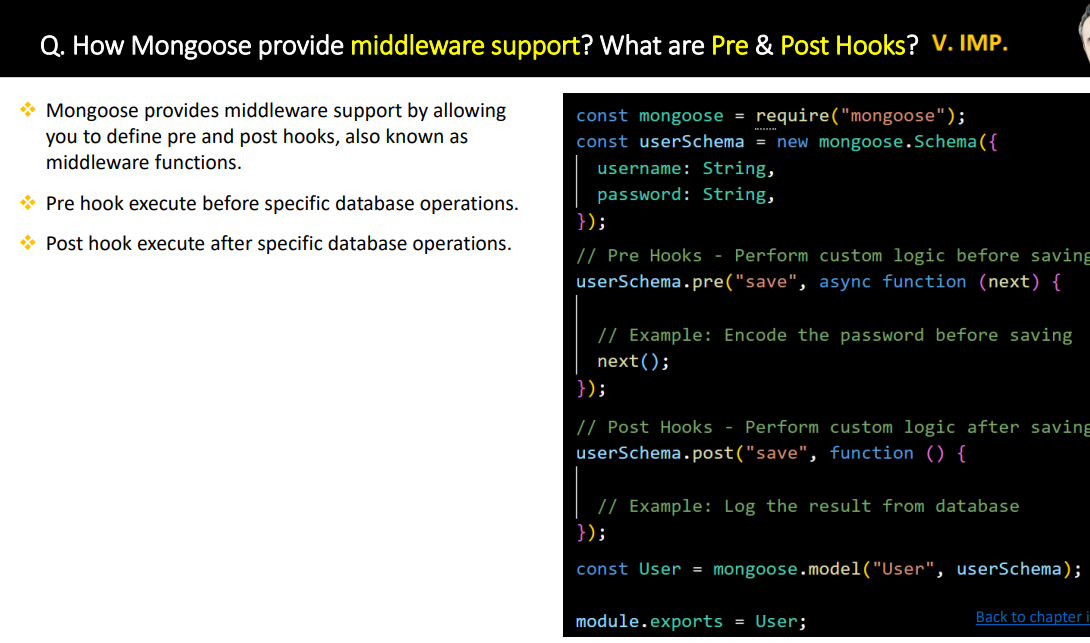 Q. How Mongoose provide middleware support? What are Pre & Post Hooks? V. IMP.
Mongoose provides middleware support by allowing
you to define pre and post hooks, also known as
middleware functions.
Pre hook execute before specific database operations.
Post hook execute after specific database operations.
const mongoose = require("mongoose");
const userSchema = new mongoose.Schema({
username: String,
password: String,
});
// Pre Hooks - Perform custom logic before saving
userSchema.pre("save", async function (next) {
// Example: Encode the password before saving
next();
});
// Post Hooks - Perform custom logic after saving
userSchema.post("save", function () {
// Example: Log the result from database
});
const User = mongoose.model("User", userSchema);
module.exports = User;
Back to chapter